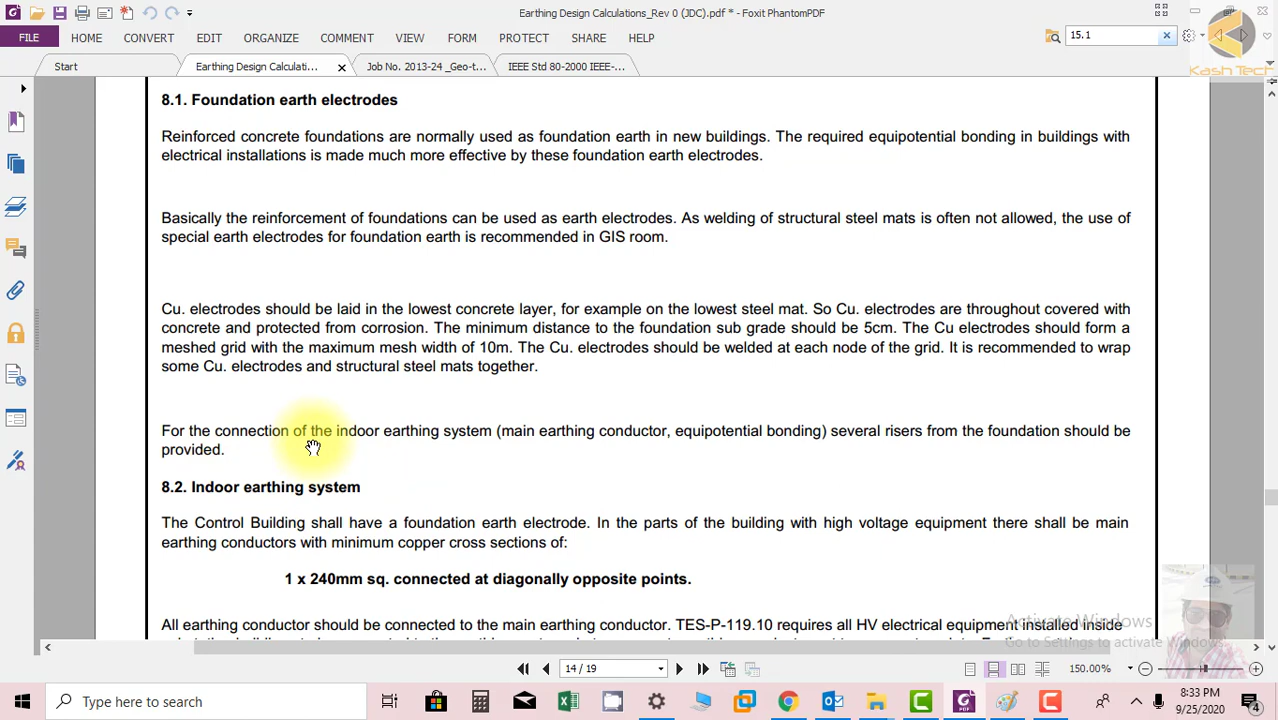 Earthing Design Calculations_Rev 0 (JDC).pdf * - Foxit PhantomPDF
FILE HOME CONVERT EDIT ORGANIZE COMMENT VIEW FORM PROTECT SHARE HELP
15.1
Kash Tech
Start
Earthing Design Calculati...
Job No. 2013-24 _Geo-t...
IEEE Std 80-2000 IEEE-...
8.1. Foundation earth electrodes
Reinforced concrete foundations are normally used as foundation earth in new buildings. The required equipotential bonding in buildings with
electrical installations is made much more effective by these foundation earth electrodes.
Basically the reinforcement of foundations can be used as earth electrodes. As welding of structural steel mats is often not allowed, the use of
special earth electrodes for foundation earth is recommended in GIS room.
Cu. electrodes should be laid in the lowest concrete layer, for example on the lowest steel mat. So Cu. electrodes are throughout covered with
concrete and protected from corrosion. The minimum distance to the foundation sub grade should be 5cm. The Cu electrodes should form a
meshed grid with the maximum mesh width of 10m. The Cu. electrodes should be welded at each node of the grid. It is recommended to wrap
some Cu. electrodes and structural steel mats together.
For the connection of the indoor earthing system (main earthing conductor, equipotential bonding) several risers from the foundation should be
provided.
8.2. Indoor earthing system
The Control Building shall have a foundation earth electrode. In the parts of the building with high voltage equipment there shall be main
earthing conductors with minimum copper cross sections of:
1 x 240mm sq. connected at diagonally opposite points.
All earthing conductor should be connected to the main earthing conductor. TES-P-119.10 requires all HV electrical equipment installed inside
Activate Windows
Go to Settings to activate Windows.
14 / 19
150.00%
Type here to search
8:33 PM
9/25/2020
4